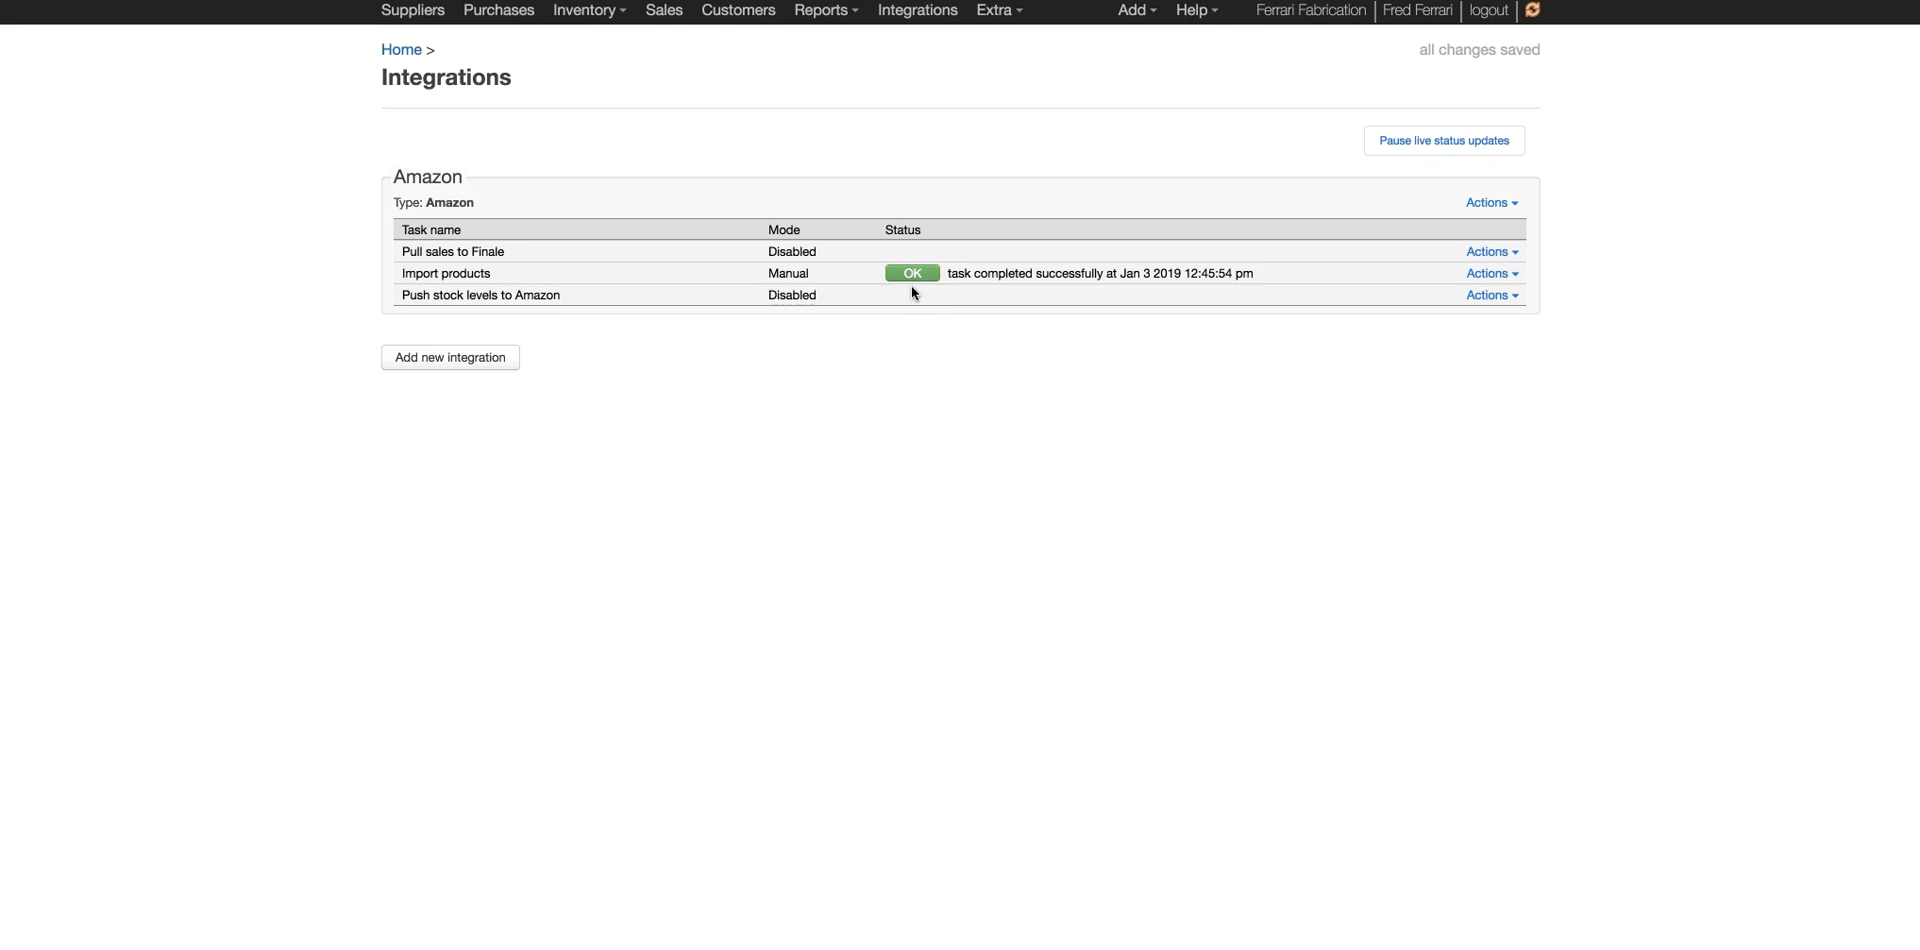 Suppliers Purchases Inventory Sales Customers Reports Integrations Extra Add Help Ferrari Fabrication Fred Ferrari logout
Home > all changes saved
Integrations
Pause live status updates
Amazon
Type: Amazon Actions
Task name Mode Status
Pull sales to Finale Disabled Actions
Import products Manual OK task completed successfully at Jan 3 2019 12:45:54 pm Actions
Push stock levels to Amazon Disabled Actions
Add new integration